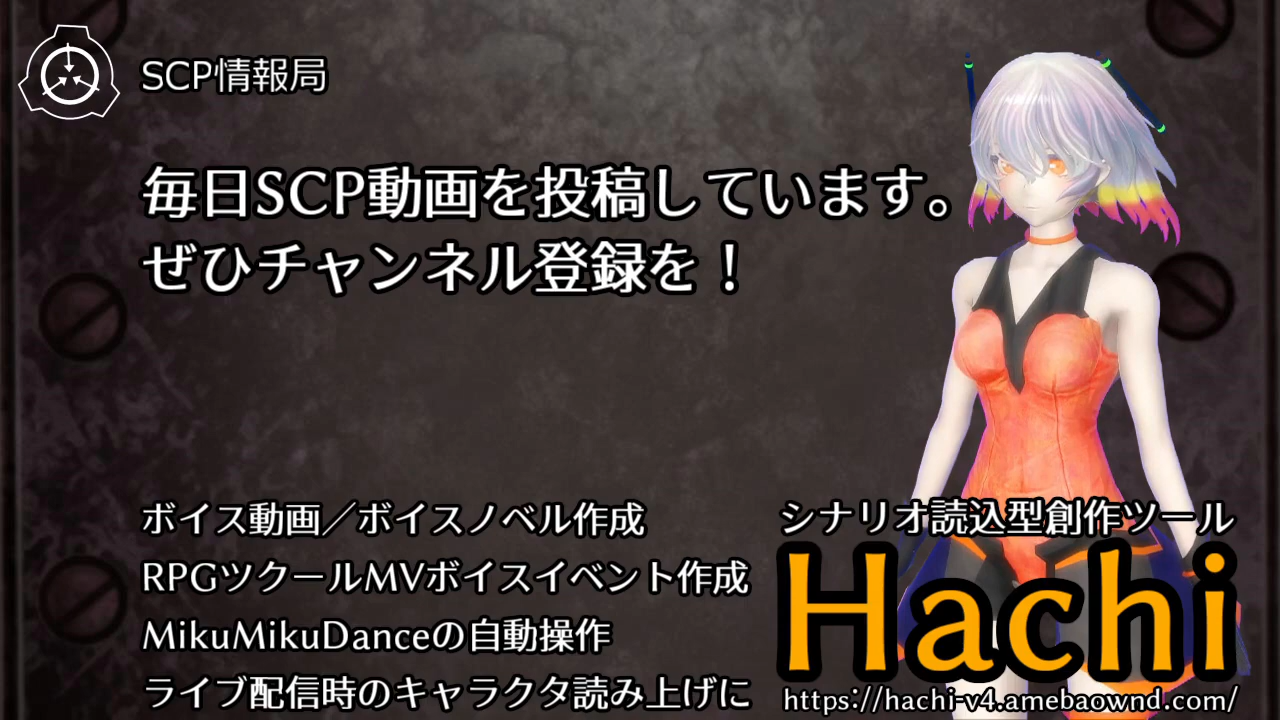 SCP情報局
毎日SCP動画を投稿しています。
ぜひチャンネル登録を！
ボイス動画／ボイスノベル作成
RPGツクールMVボイスイベント作成
MikuMikuDanceの自動操作
ライブ配信時のキャラクタ読み上げに
シナリオ読込型創作ツール
Hachi
https://hachi-v4.amebaownd.com/